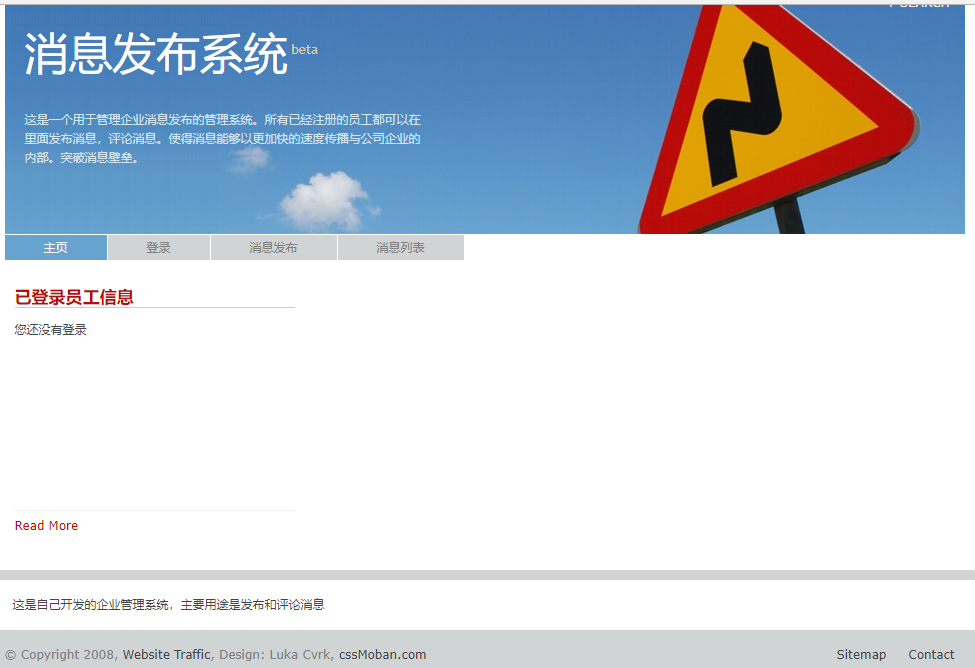 消息发布系统 beta
这是一个用于管理企业消息发布的管理系统。所有已经注册的员工都可以在
里面发布消息，评论消息。使得消息能够以更加快的速度传播与公司企业的
内部。突破消息壁垒。
主页 登录 消息发布 消息列表
已登录员工信息
您还没有登录
Read More
这是自己开发的企业管理系统，主要用途是发布和评论消息
© Copyright 2008, Website Traffic, Design: Luka Cvrk, cssMoban.com Sitemap Contact